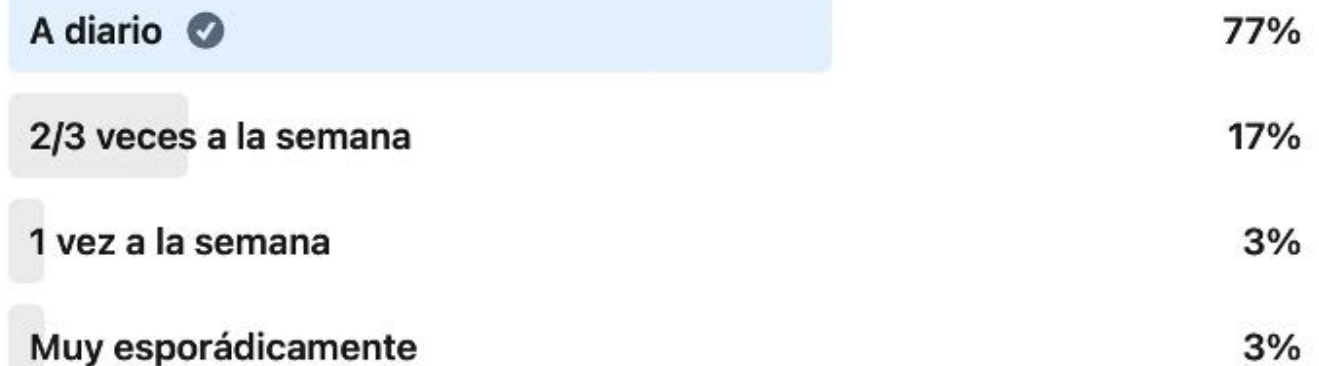 A diario 77%
2/3 veces a la semana 17%
1 vez a la semana 3%
Muy esporádicamente 3%